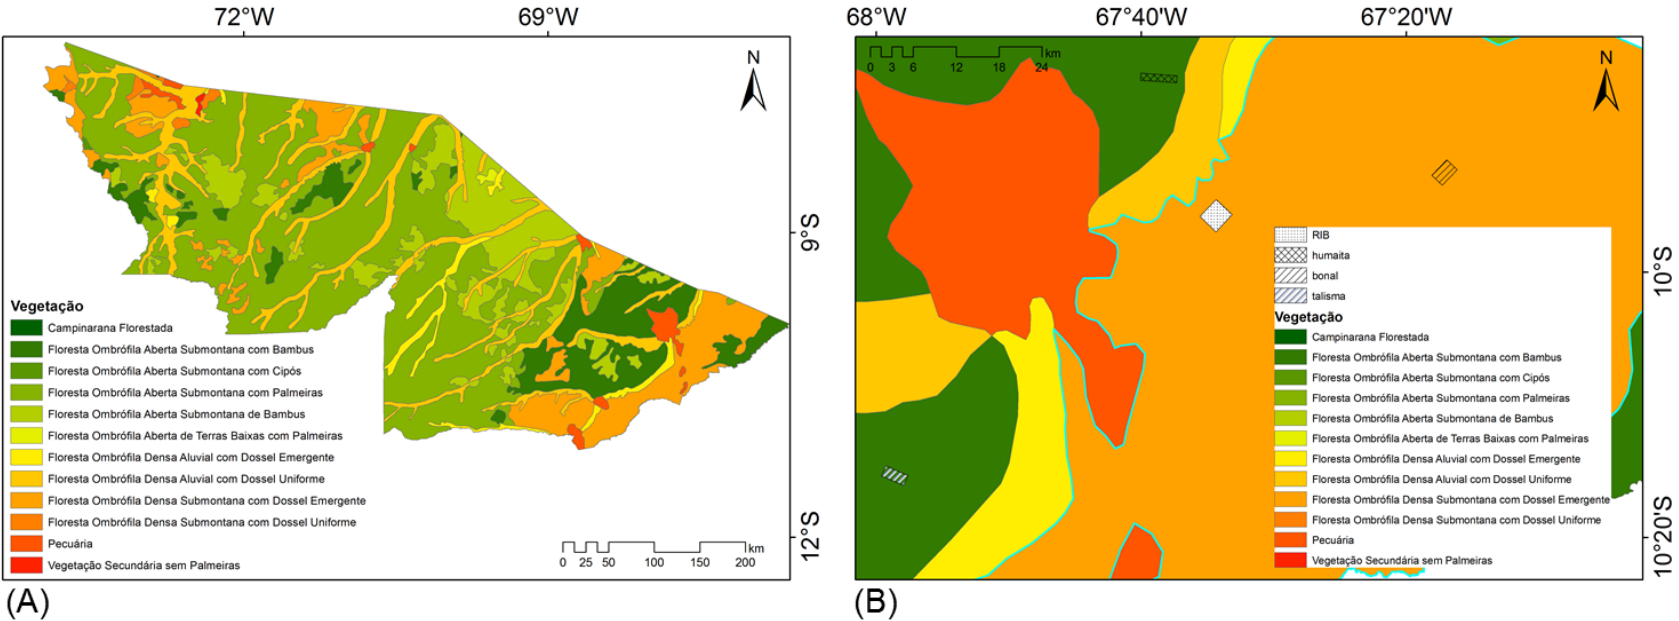 72°W
69°W
N
9°S
12°S
Vegetação
Campinarana Florestada
Floresta Ombrófila Aberta Submontana com Bambus
Floresta Ombrófila Aberta Submontana com Cipós
Floresta Ombrófila Aberta Submontana com Palmeiras
Floresta Ombrófila Aberta Submontana de Bambus
Floresta Ombrófila Aberta de Terras Baixas com Palmeiras
Floresta Ombrófila Densa Aluvial com Dossel Emergente
Floresta Ombrófila Densa Aluvial com Dossel Uniforme
Floresta Ombrófila Densa Submontana com Dossel Emergente
Floresta Ombrófila Densa Submontana com Dossel Uniforme
Pecuária
Vegetação Secundária sem Palmeiras
km
0 25 50 100 150 200
(A)
68°W
67°40'W
67°20'W
km
0 3 6 12 18 24
N
10°S
10°20'S
RIB
humaita
bonal
talisma
Vegetação
Campinarana Florestada
Floresta Ombrófila Aberta Submontana com Bambus
Floresta Ombrófila Aberta Submontana com Cipós
Floresta Ombrófila Aberta Submontana com Palmeiras
Floresta Ombrófila Aberta Submontana de Bambus
Floresta Ombrófila Aberta de Terras Baixas com Palmeiras
Floresta Ombrófila Densa Aluvial com Dossel Emergente
Floresta Ombrófila Densa Aluvial com Dossel Uniforme
Floresta Ombrófila Densa Submontana com Dossel Emergente
Floresta Ombrófila Densa Submontana com Dossel Uniforme
Pecuária
Vegetação Secundária sem Palmeiras
(B)